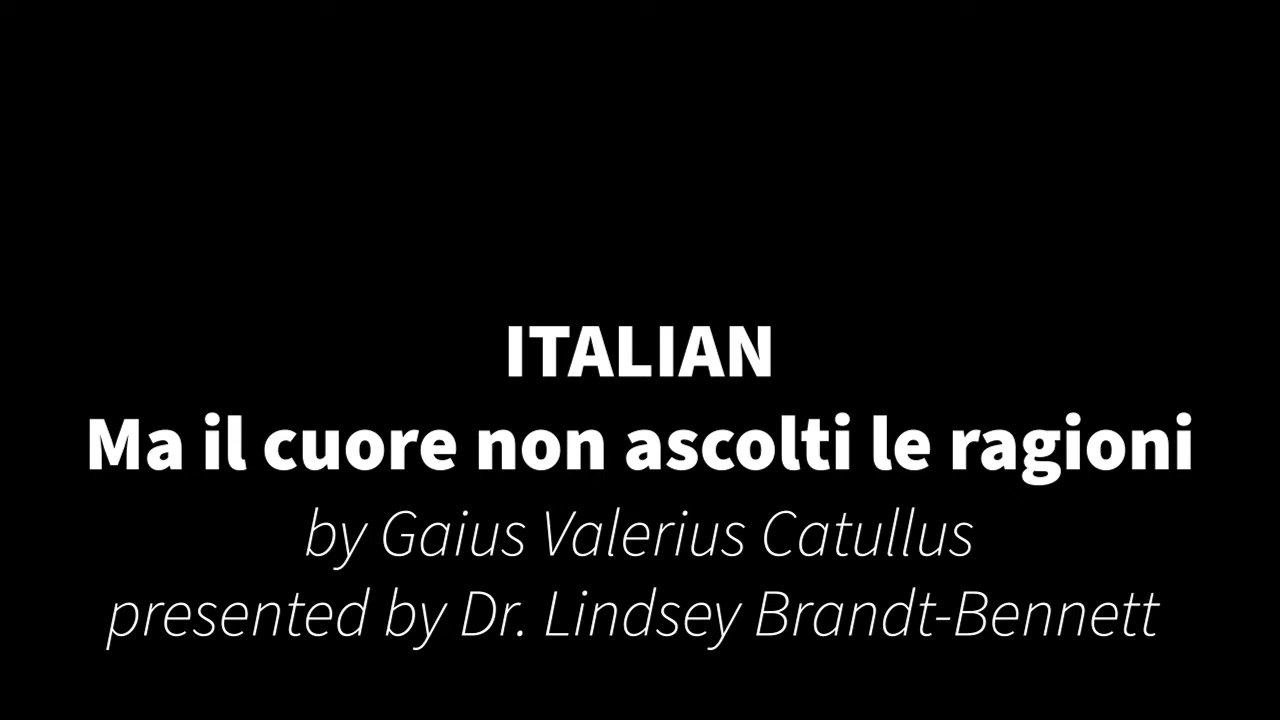 ITALIAN
Ma il cuore non ascolti le ragioni
by Gaius Valerius Catullus
presented by Dr. Lindsey Brandt-Bennett